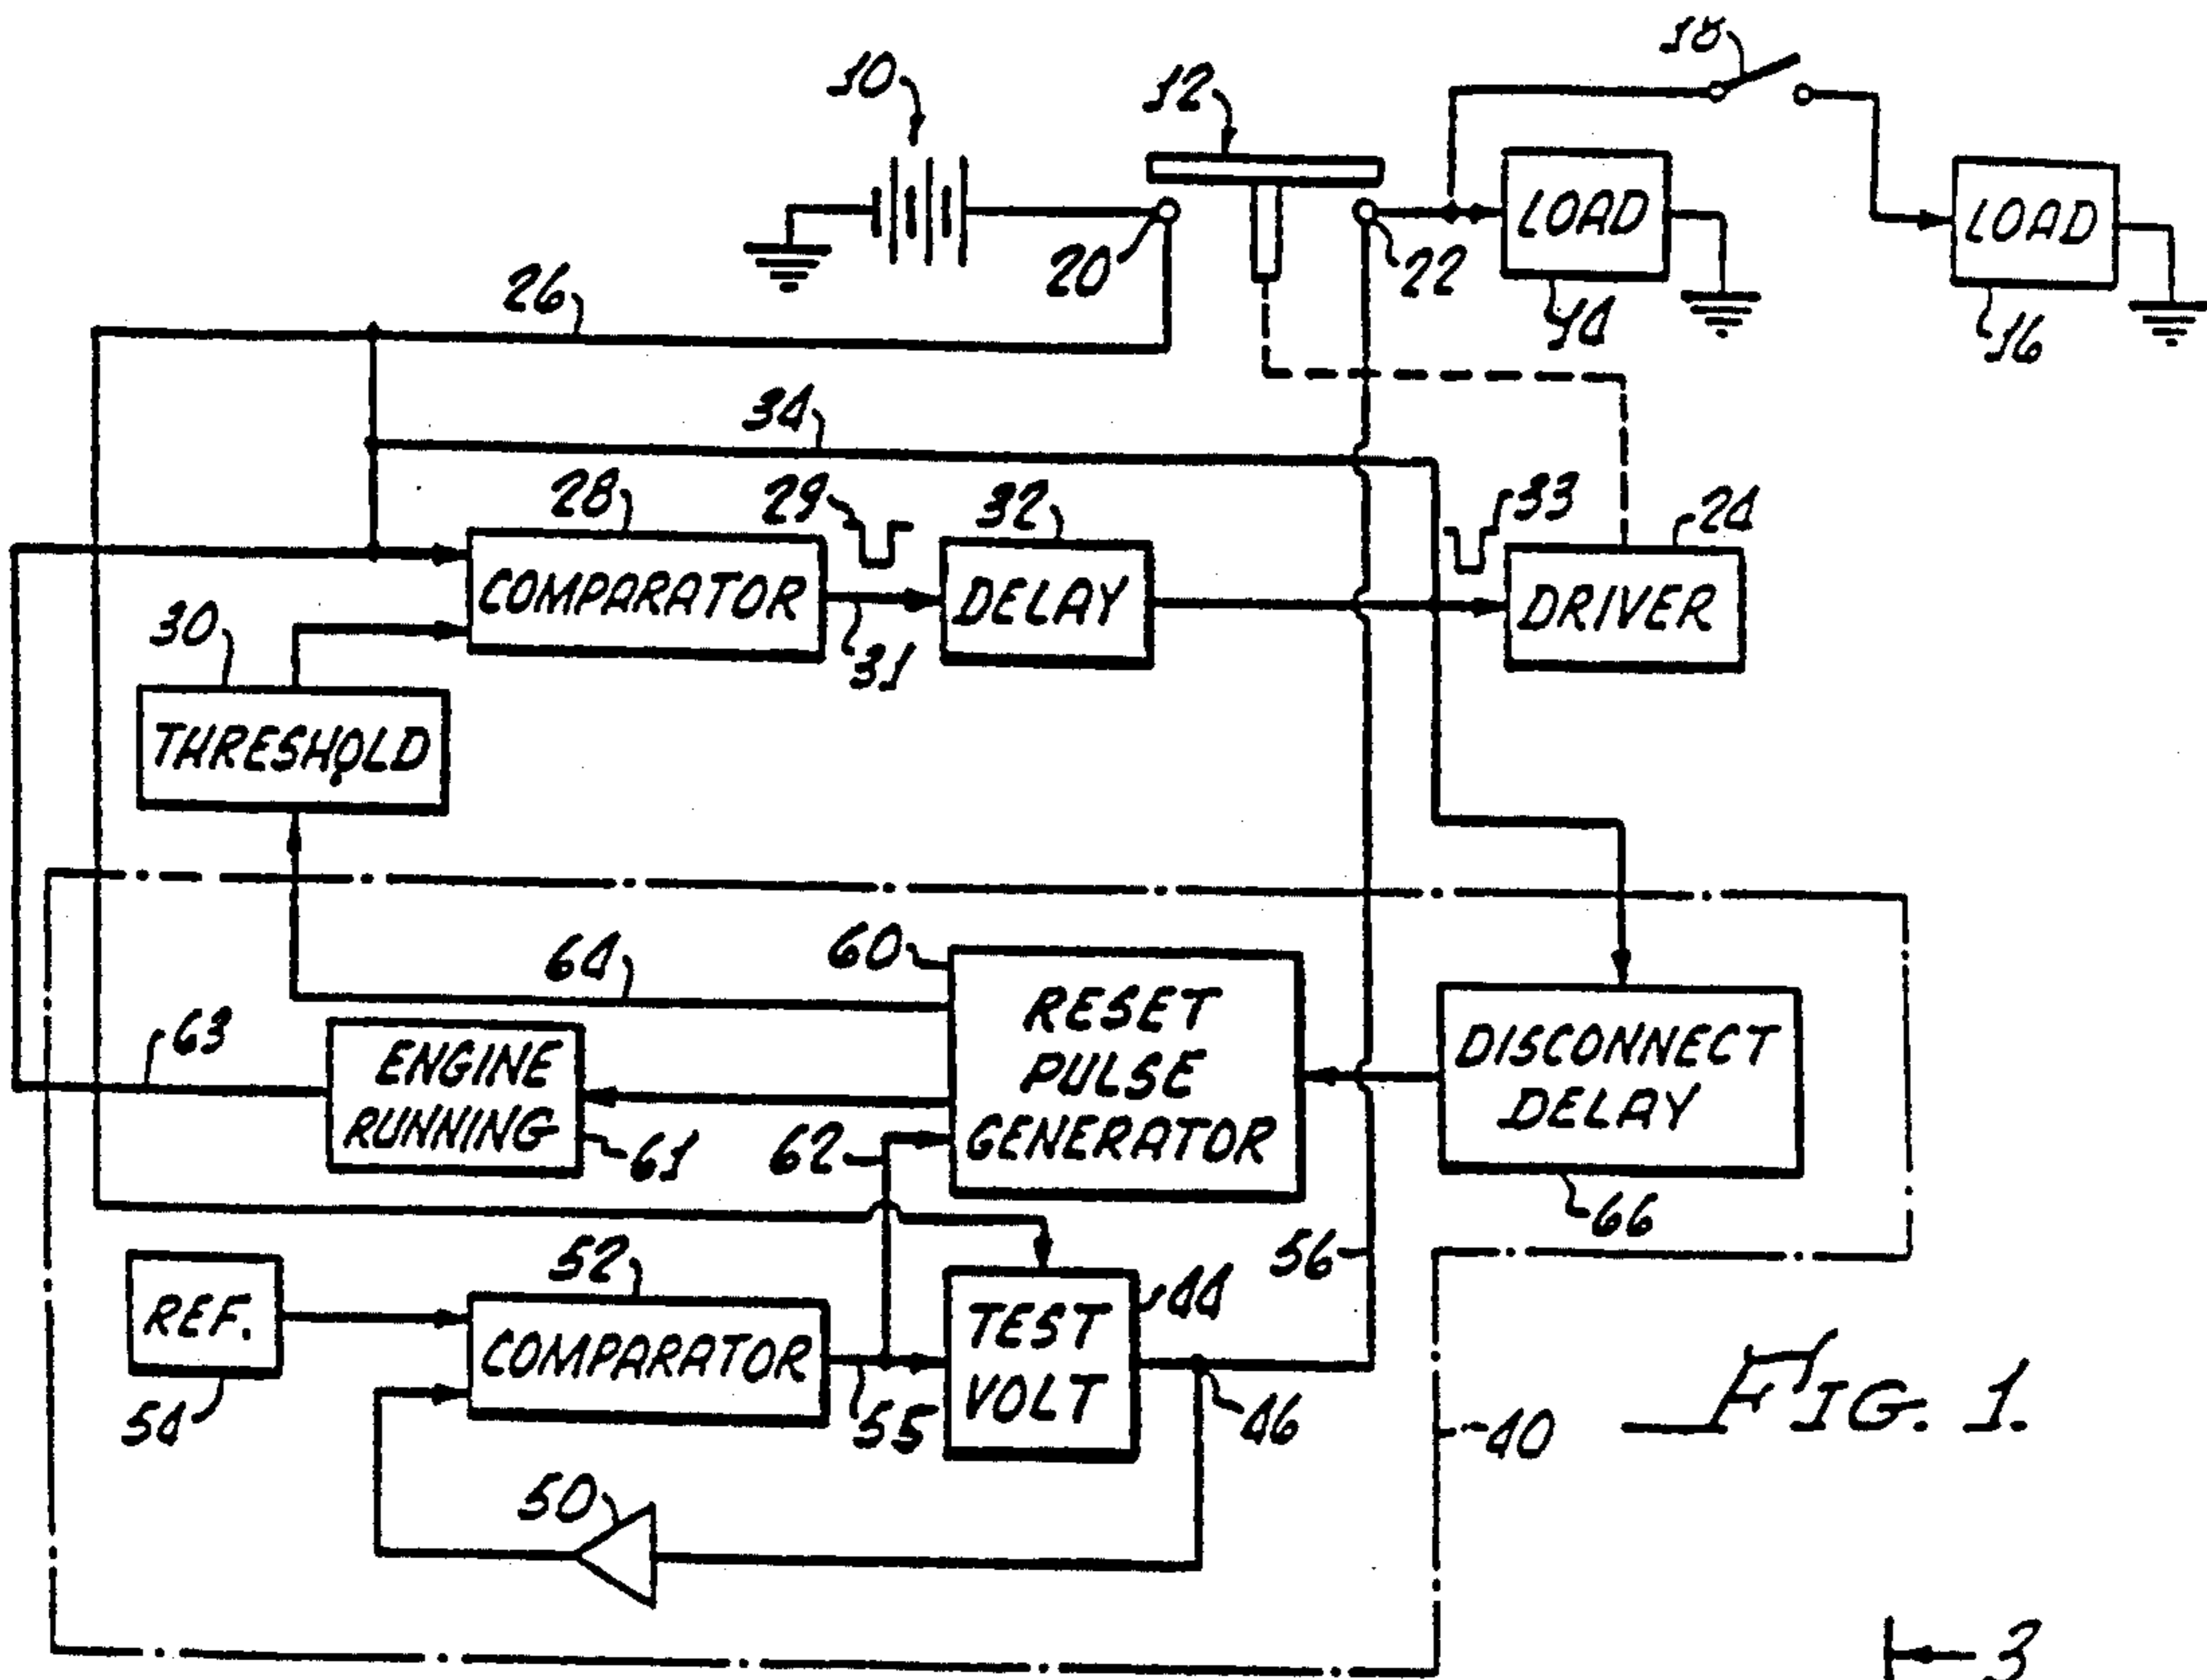 10
12
18
LOAD
LOAD
20
22
14
16
26
34
28
29
32
33
24
COMPARATOR
DELAY
DRIVER
30
31
THRESHOLD
64
60
RESET
PULSE
GENERATOR
DISCONNECT
DELAY
63
ENGINE
RUNNING
61
62
66
56
52
44
REF.
COMPARATOR
TEST
VOLT
54
55
46
40
FIG. 1.
50
3